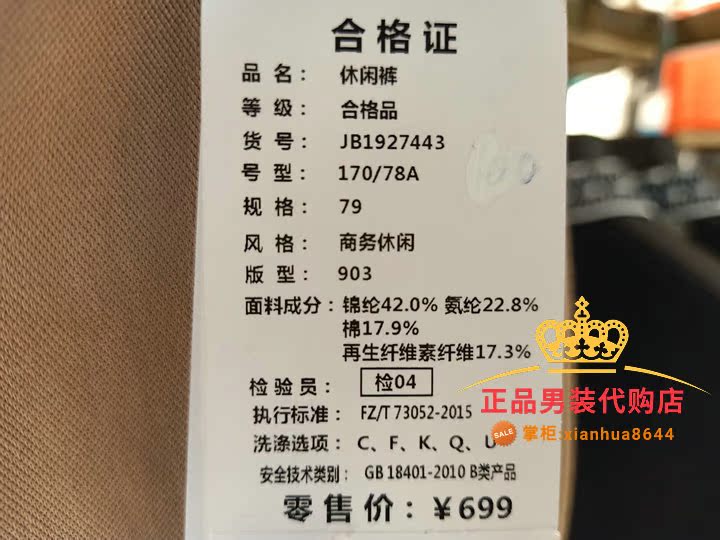 合格证
品 名： 休闲裤
等 级： 合格品
货 号： JB1927443
号 型： 170/78A
规 格： 79
风 格： 商务休闲
版 型： 903
面料成分：锦纶42.0% 氨纶22.8%
棉17.9%
再生纤维素纤维17.3%
检 验 员： 检04
执行标准： FZ/T 73052-2015
洗涤选项： C、F、K、Q、U
安全技术类别： GB 18401-2010 B类产品
零 售 价：￥699
正品男装代购店
SALE 掌柜:xianhua8644